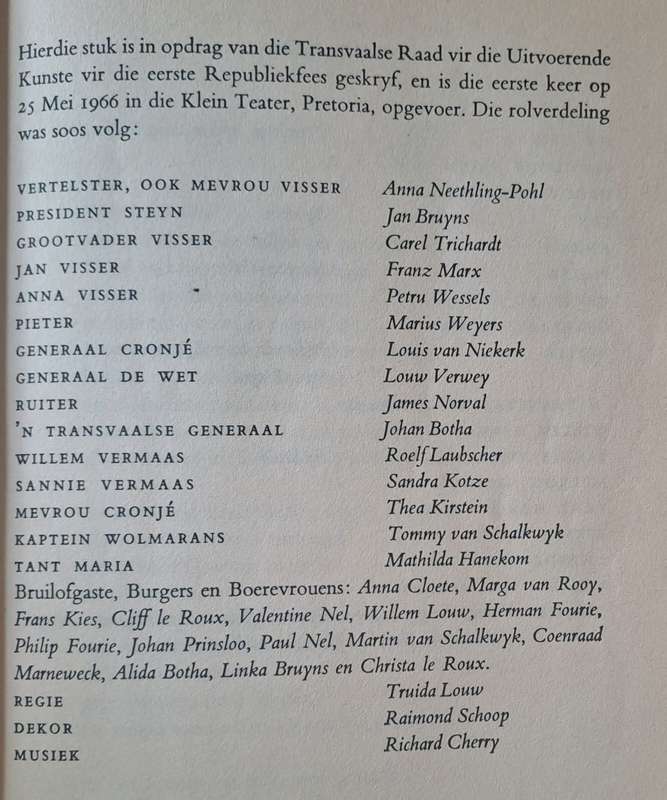 Hierdie stuk is in opdrag van die Transvaalse Raad vir die Uitvoerende
Kunste vir die eerste Republiekfees geskryf, en is die eerste keer op
25 Mei 1966 in die Klein Teater, Pretoria, opgevoer. Die rolverdeling
was soos volg:
VERTELSTER, OOK MEVROU VISSER Anna Neethling-Pohl
PRESIDENT STEYN Jan Bruyns
GROOTVADER VISSER Carel Trichardt
JAN VISSER Franz Marx
ANNA VISSER Petru Wessels
PIETER Marius Weyers
GENERAAL CRONJÉ Louis van Niekerk
GENERAAL DE WET Louw Verwey
RUITER James Norval
'N TRANSVAALSE GENERAAL Johan Botha
WILLEM VERMAAS Roelf Laubscher
SANNIE VERMAAS Sandra Kotze
MEVROU CRONJÉ Thea Kirstein
KAPTEIN WOLMARANS Tommy van Schalkwyk
TANT MARIA Mathilda Hanekom
Bruilofgaste, Burgers en Boerevrouens: Anna Cloete, Marga van Rooy,
Frans Kies, Cliff le Roux, Valentine Nel, Willem Louw, Herman Fourie,
Philip Fourie, Johan Prinsloo, Paul Nel, Martin van Schalkwyk, Coenraad
Marneweck, Alida Botha, Linka Bruyns en Christa le Roux.
REGIE Truida Louw
DEKOR Raimond Schoop
MUSIEK Richard Cherry